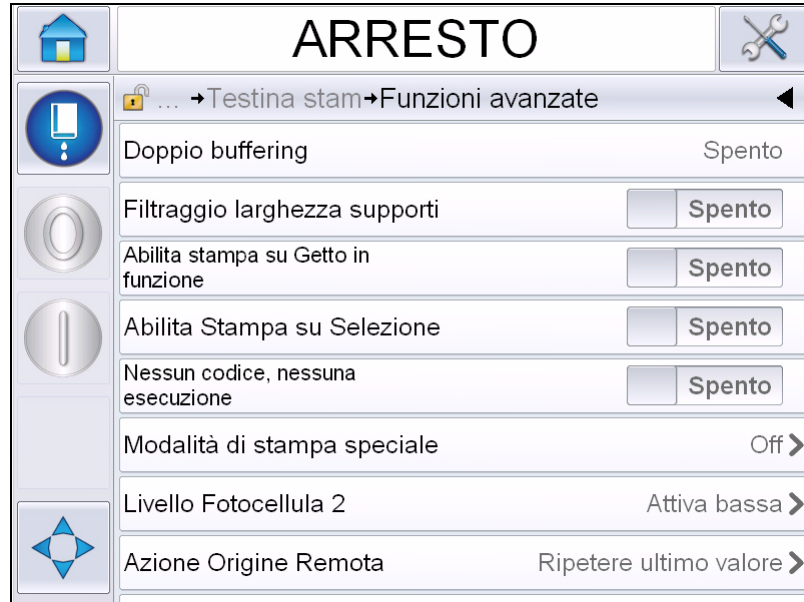 ARRESTO
... →Testina stam→Funzioni avanzate
Doppio buffering Spento
Filtraggio larghezza supporti Spento
Abilita stampa su Getto in
funzione Spento
Abilita Stampa su Selezione Spento
Nessun codice, nessuna
esecuzione Spento
Modalità di stampa speciale Off
Livello Fotocellula 2 Attiva bassa
Azione Origine Remota Ripetere ultimo valore